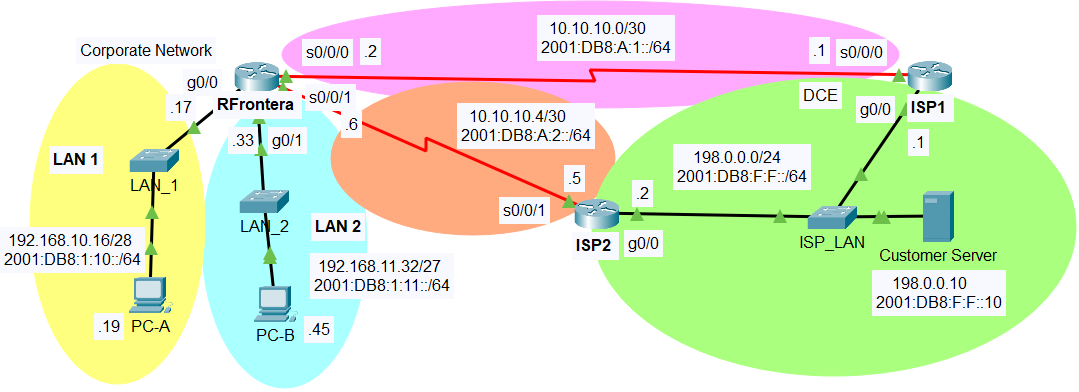 Corporate Network
g0/0
.17
RFrontera
s0/0/0
.2
10.10.10.0/30
2001:DB8:A:1::/64
.1
s0/0/0
DCE
ISP1
g0/0
.1
s0/0/1
.6
10.10.10.4/30
2001:DB8:A:2::/64
.5
s0/0/1
ISP2
.2
g0/0
198.0.0.0/24
2001:DB8:F:F::/64
ISP_LAN
Customer Server
198.0.0.10
2001:DB8:F:F::10
LAN 1
LAN_1
192.168.10.16/28
2001:DB8:1:10::/64
.19
PC-A
.33
g0/1
LAN_2
LAN 2
192.168.11.32/27
2001:DB8:1:11::/64
PC-B
.45